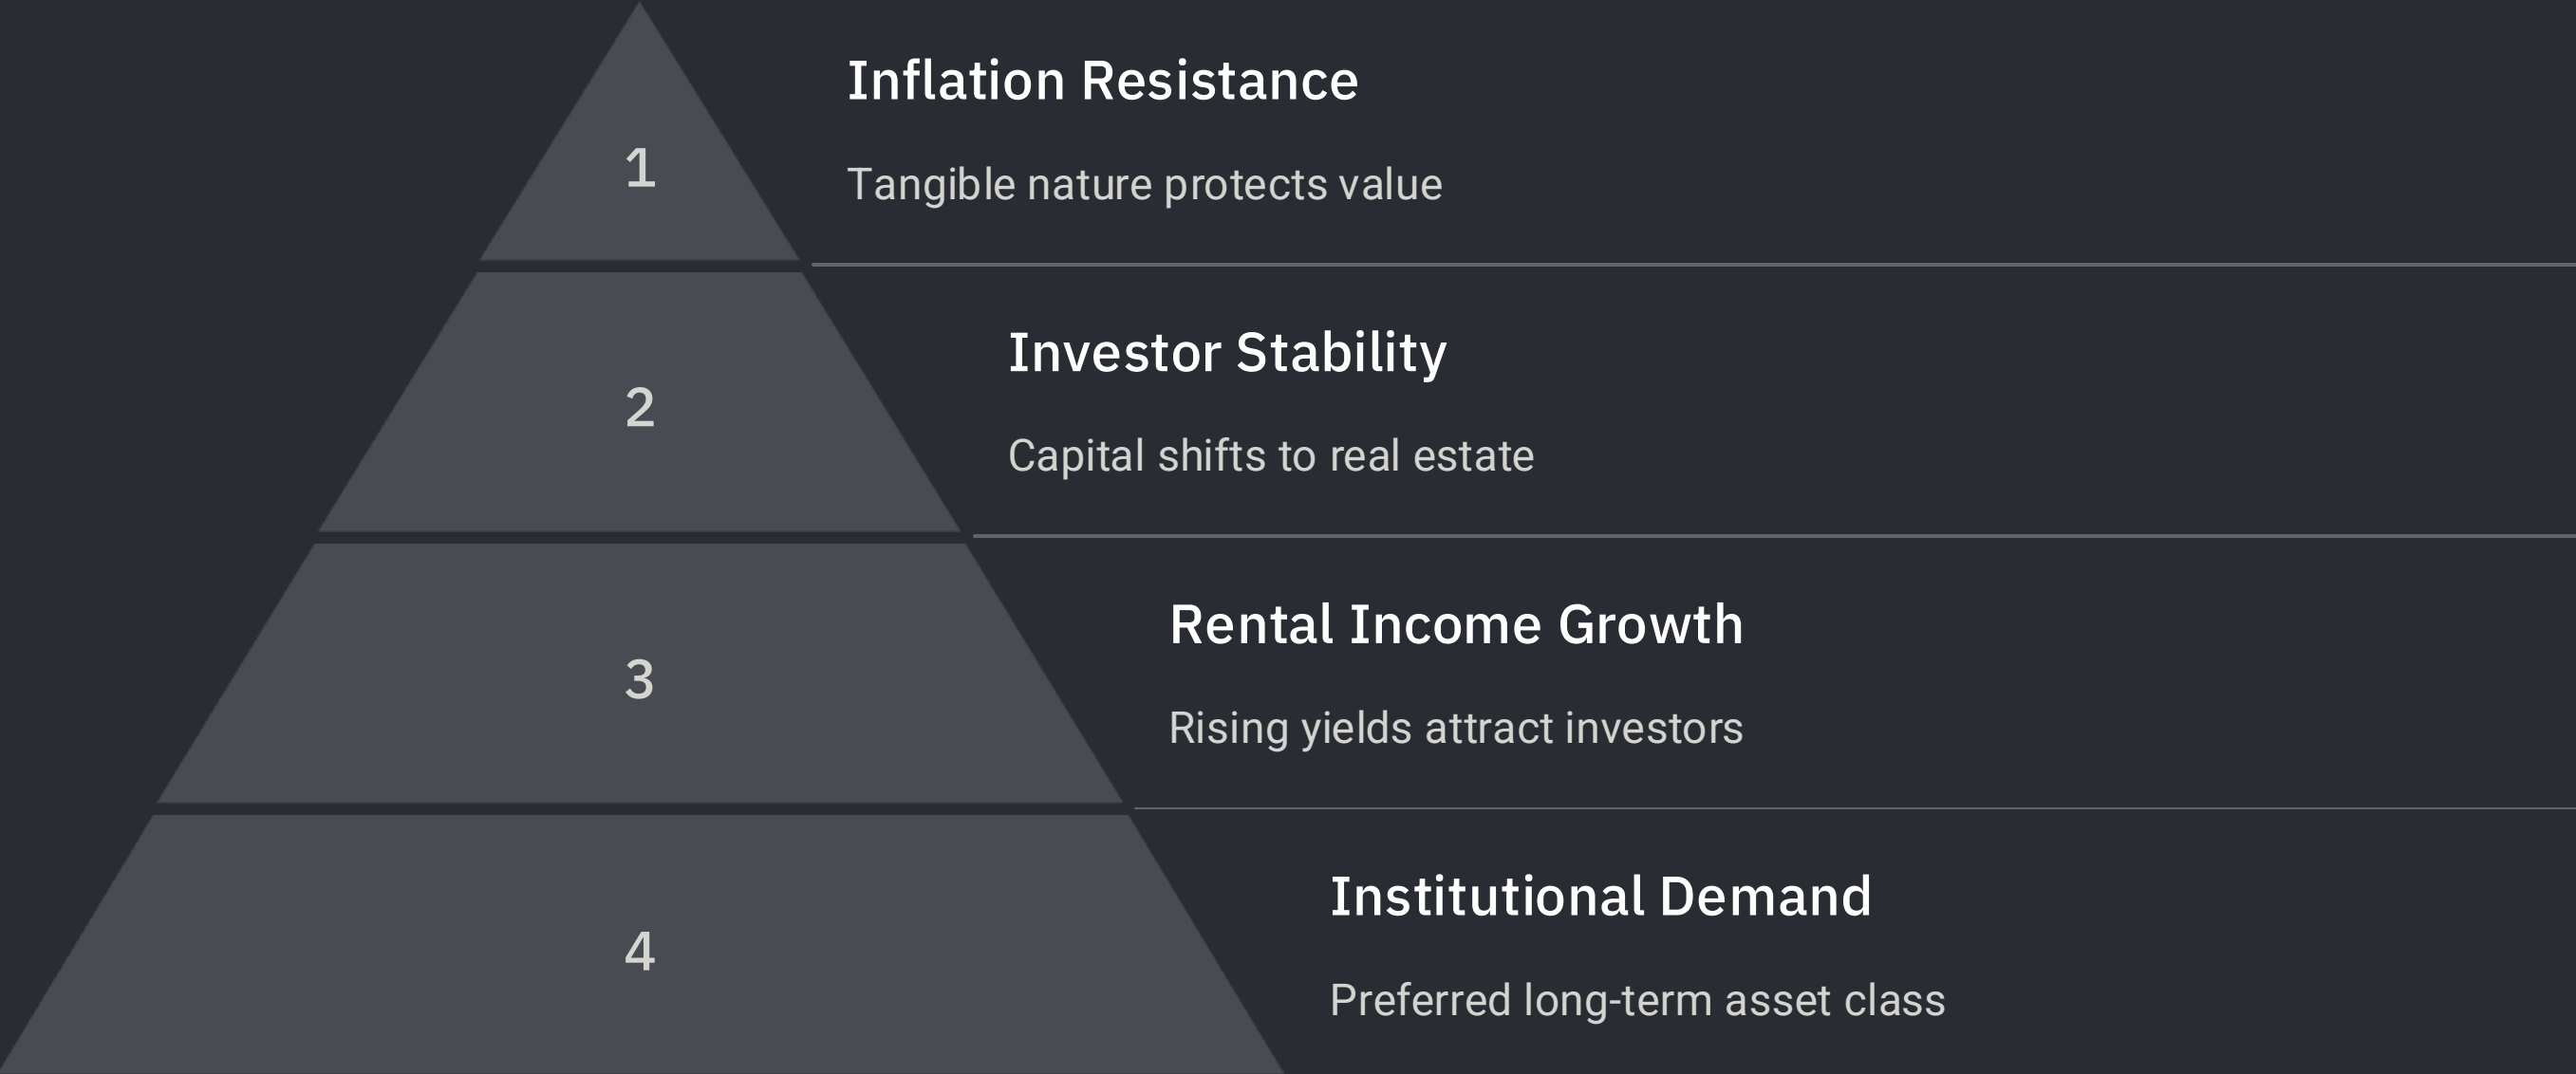 1
Inflation Resistance
Tangible nature protects value
2
Investor Stability
Capital shifts to real estate
3
Rental Income Growth
Rising yields attract investors
4
Institutional Demand
Preferred long-term asset class